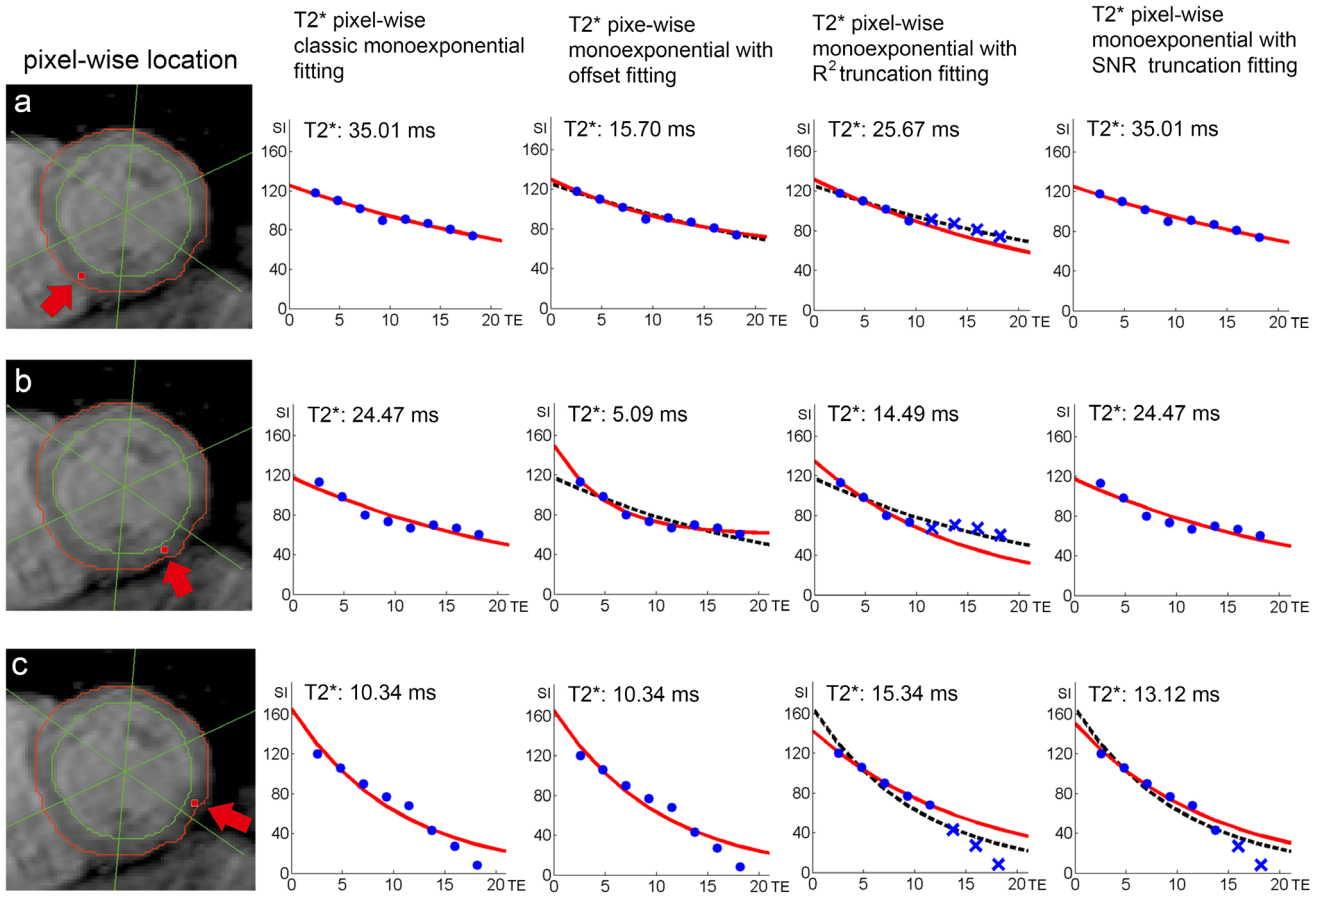 pixel-wise location
T2* pixel-wise
classic monoexponential
fitting
T2* pixe-wise
monoexponential with
offset fitting
T2* pixel-wise
monoexponential with
R² truncation fitting
T2* pixel-wise
monoexponential with
SNR truncation fitting
a
SI
T2*: 35.01 ms
160
120
80
40
0
0 5 10 15 20 TE
SI
T2*: 15.70 ms
160
120
80
40
0
0 5 10 15 20 TE
SI
T2*: 25.67 ms
160
120
80
40
0
0 5 10 15 20 TE
SI
T2*: 35.01 ms
160
120
80
40
0
0 5 10 15 20 TE
b
SI
T2*: 24.47 ms
160
120
80
40
0
0 5 10 15 TE
SI
T2*: 5.09 ms
160
120
80
40
0
0 5 10 15 20 TE
SI
T2*: 14.49 ms
160
120
80
40
0
0 5 10 15 20 TE
SI
T2*: 24.47 ms
160
120
80
40
0
0 5 10 15 20 TE
c
SI
T2*: 10.34 ms
160
120
80
40
0
0 5 10 15 20 TE
SI
T2*: 10.34 ms
160
120
80
40
0
0 5 10 15 20 TE
SI
T2*: 15.34 ms
160
120
80
40
0
0 5 10 15 20 TE
SI
T2*: 13.12 ms
160
120
80
40
0
0 5 10 15 20 TE